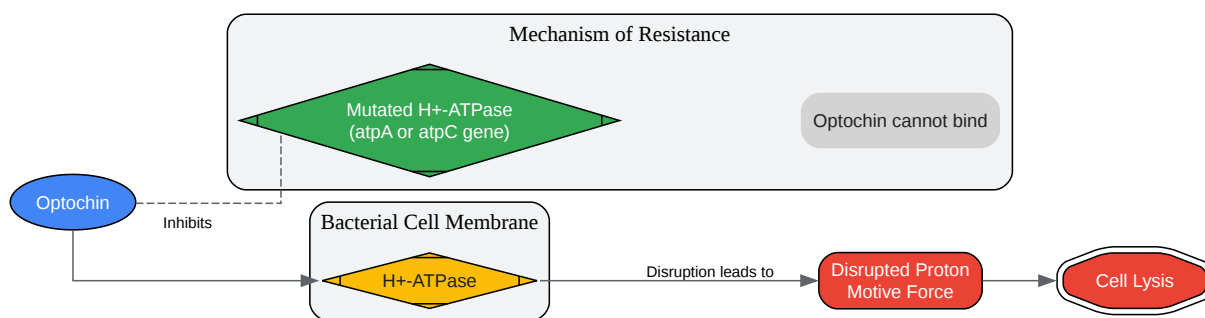 Mechanism of Resistance
Mutated H+-ATPase
(atpA or atpC gene)
Optochin cannot bind
Optochin
Inhibits
Bacterial Cell Membrane
H+-ATPase
Disruption leads to
Disrupted Proton
Motive Force
Cell Lysis